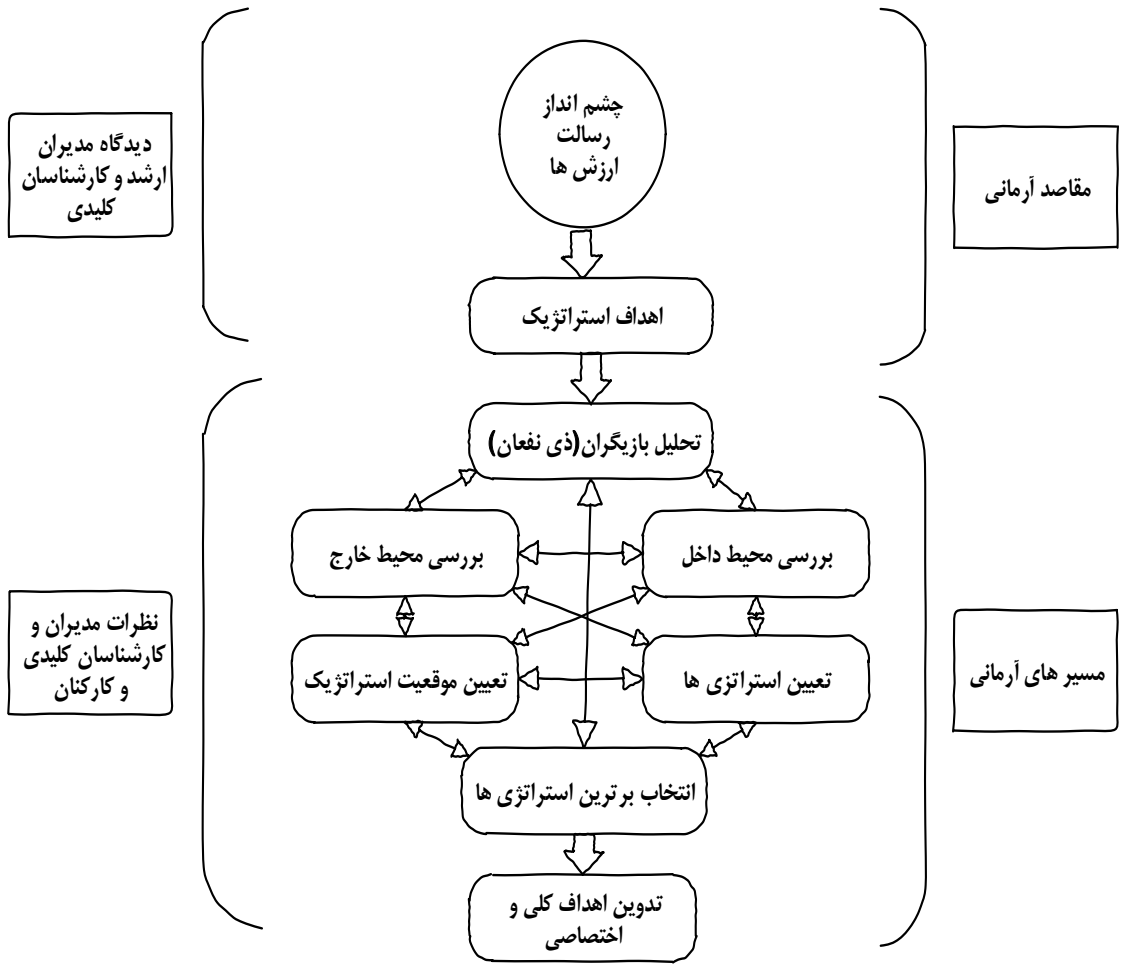 چشم انداز
رسالت
ارزش ها
دیدگاه مدیران
ارشد و کارشناسان
کلیدی
مقاصد آرمانی
اهداف استراتژیک
تحلیل بازیگران(ذی نفعان)
بررسی محیط داخل
بررسی محیط خارج
نظرات مدیران و
کارشناسان کلیدی
و کارکنان
مسیر های آرمانی
تعیین استراتزی ها
تعیین موقعیت استراتژیک
انتخاب برترین استراتژی ها
تدوین اهداف کلی و
اختصاصی